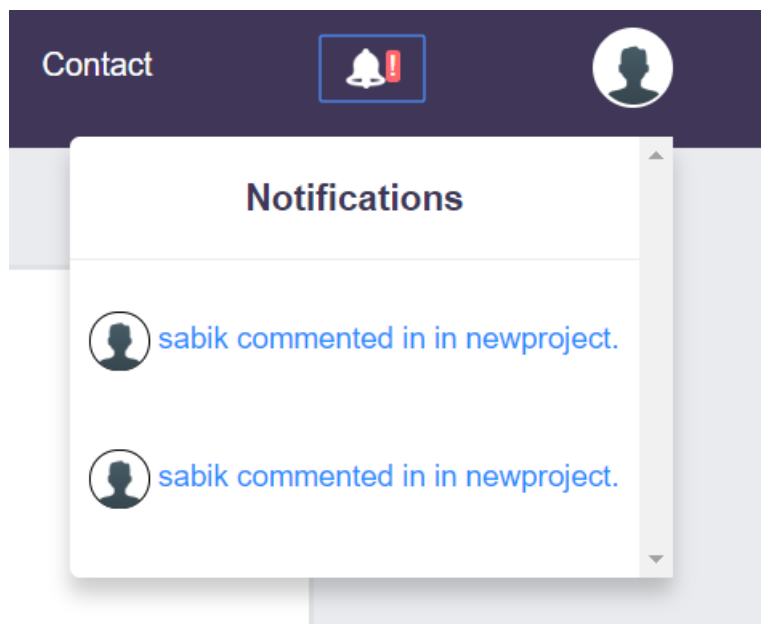 Contact
!
Notifications
sabik commented in in newproject.
sabik commented in in newproject.